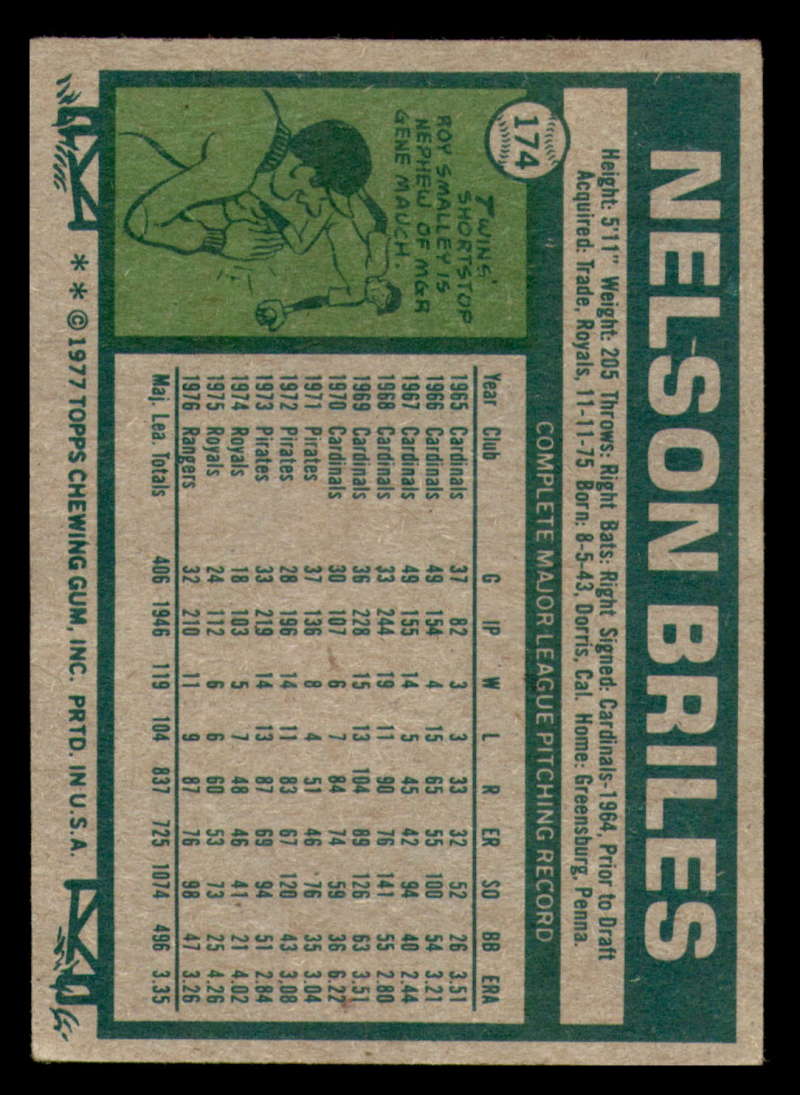 174
NELSON BRILES
Height: 5'11" Weight: 205 Throws: Right Bats: Right Signed: Cardinals-1964, Prior to Draft
Acquired: Trade, Royals, 11-11-75 Born: 8-5-43, Dorris, Cal. Home: Greensburg, Penna.
COMPLETE MAJOR LEAGUE PITCHING RECORD
TWINS'
SHORTSTOP
ROY SMALLEY IS
NEPHEW OF MGR
GENE MAUCH.
Year Club G IP W L R ER SO BB ERA
1965 Cardinals 37 82 3 3 33 32 52 26 3.51
1966 Cardinals 49 154 4 15 65 55 100 54 3.21
1967 Cardinals 49 155 14 5 45 42 94 40 2.44
1968 Cardinals 33 244 19 11 90 76 141 55 2.80
1969 Cardinals 36 228 15 13 104 89 126 63 3.51
1970 Cardinals 30 107 6 7 84 74 59 36 6.22
1971 Pirates 37 136 8 4 51 46 76 35 3.04
1972 Pirates 28 196 14 11 83 67 120 43 3.08
1973 Pirates 33 219 14 13 87 69 94 51 2.84
1974 Royals 18 103 5 7 48 46 41 21 4.02
1975 Royals 24 112 6 6 60 53 73 25 4.26
1976 Rangers 32 210 11 9 87 76 98 47 3.26
Maj. Lea. Totals 406 1946 119 104 837 725 1074 496 3.35
* * © 1977 TOPPS CHEWING GUM, INC. PRTD. IN U.S.A.